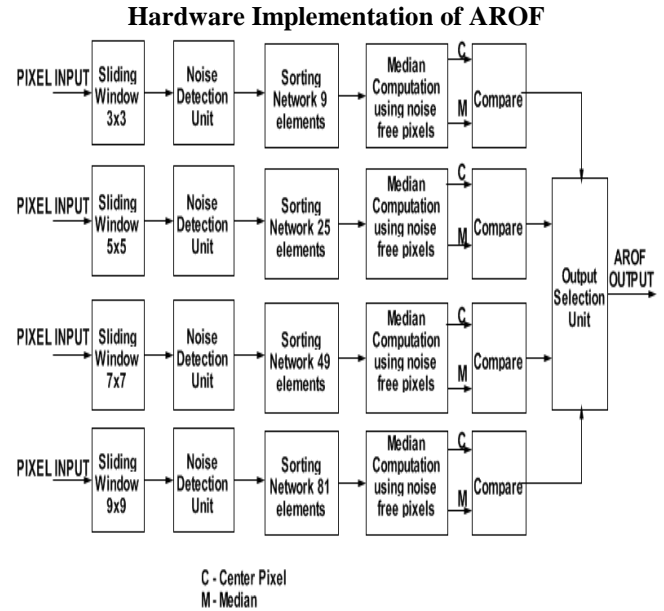 Hardware Implementation of AROF
PIXEL INPUT
Sliding
Window
3x3
Noise
Detection
Unit
Sorting
Network 9
elements
Median
Computation
using noise
free pixels
C
M
Compare
PIXEL INPUT
Sliding
Window
5x5
Noise
Detection
Unit
Sorting
Network 25
elements
Median
Computation
using noise
free pixels
C
M
Compare
Output
Selection
Unit
AROF
OUTPUT
PIXEL INPUT
Sliding
Window
7x7
Noise
Detection
Unit
Sorting
Network 49
elements
Median
Computation
using noise
free pixels
C
M
Compare
PIXEL INPUT
Sliding
Window
9x9
Noise
Detection
Unit
Sorting
Network 81
elements
Median
Computation
using noise
free pixels
C
M
Compare
C - Center Pixel
M - Median